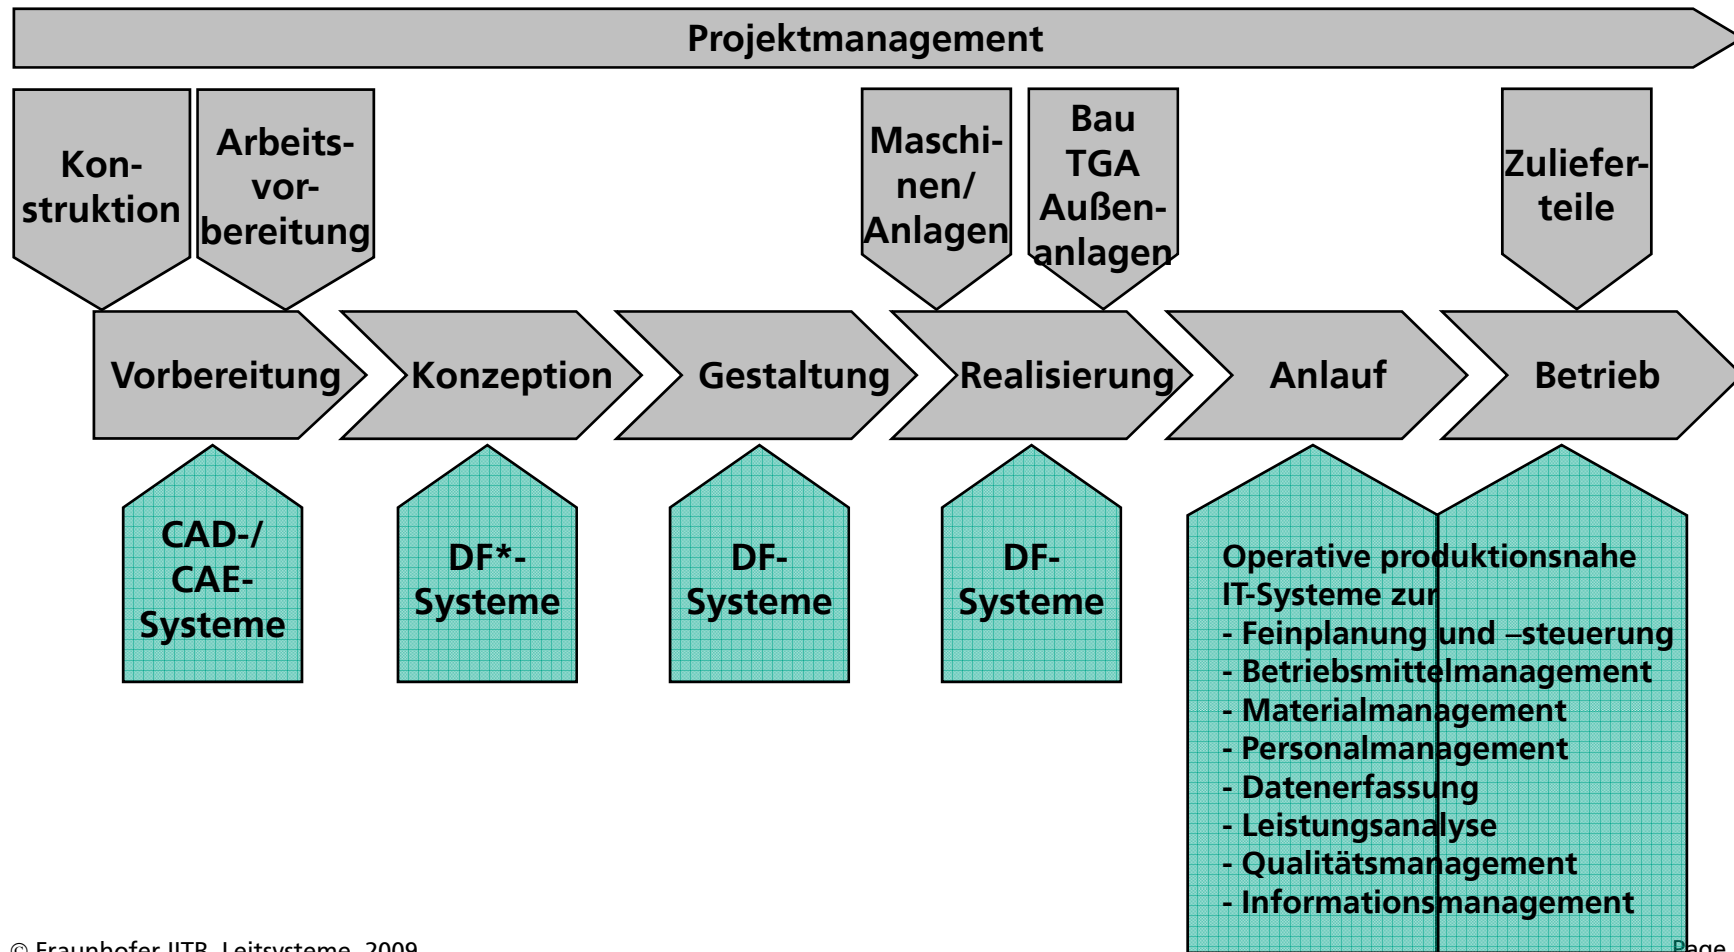 Projektmanagement
Kon-
struktion
Arbeits-
vor-
bereitung
Maschi-
nen/
Anlagen
Bau
TGA
Außen-
anlagen
Zuliefer-
teile
Vorbereitung
Konzeption
Gestaltung
Realisierung
Anlauf
Betrieb
CAD-/
CAE-
Systeme
DF*-
Systeme
DF-
Systeme
DF-
Systeme
Operative produktionsnahe
IT-Systeme zur
- Feinplanung und –steuerung
- Betriebsmittelmanagement
- Materialmanagement
- Personalmanagement
- Datenerfassung
- Leistungsanalyse
- Qualitätsmanagement
- Informationsmanagement
© Fraunhofer IITB, Leitsysteme, 2009
Page